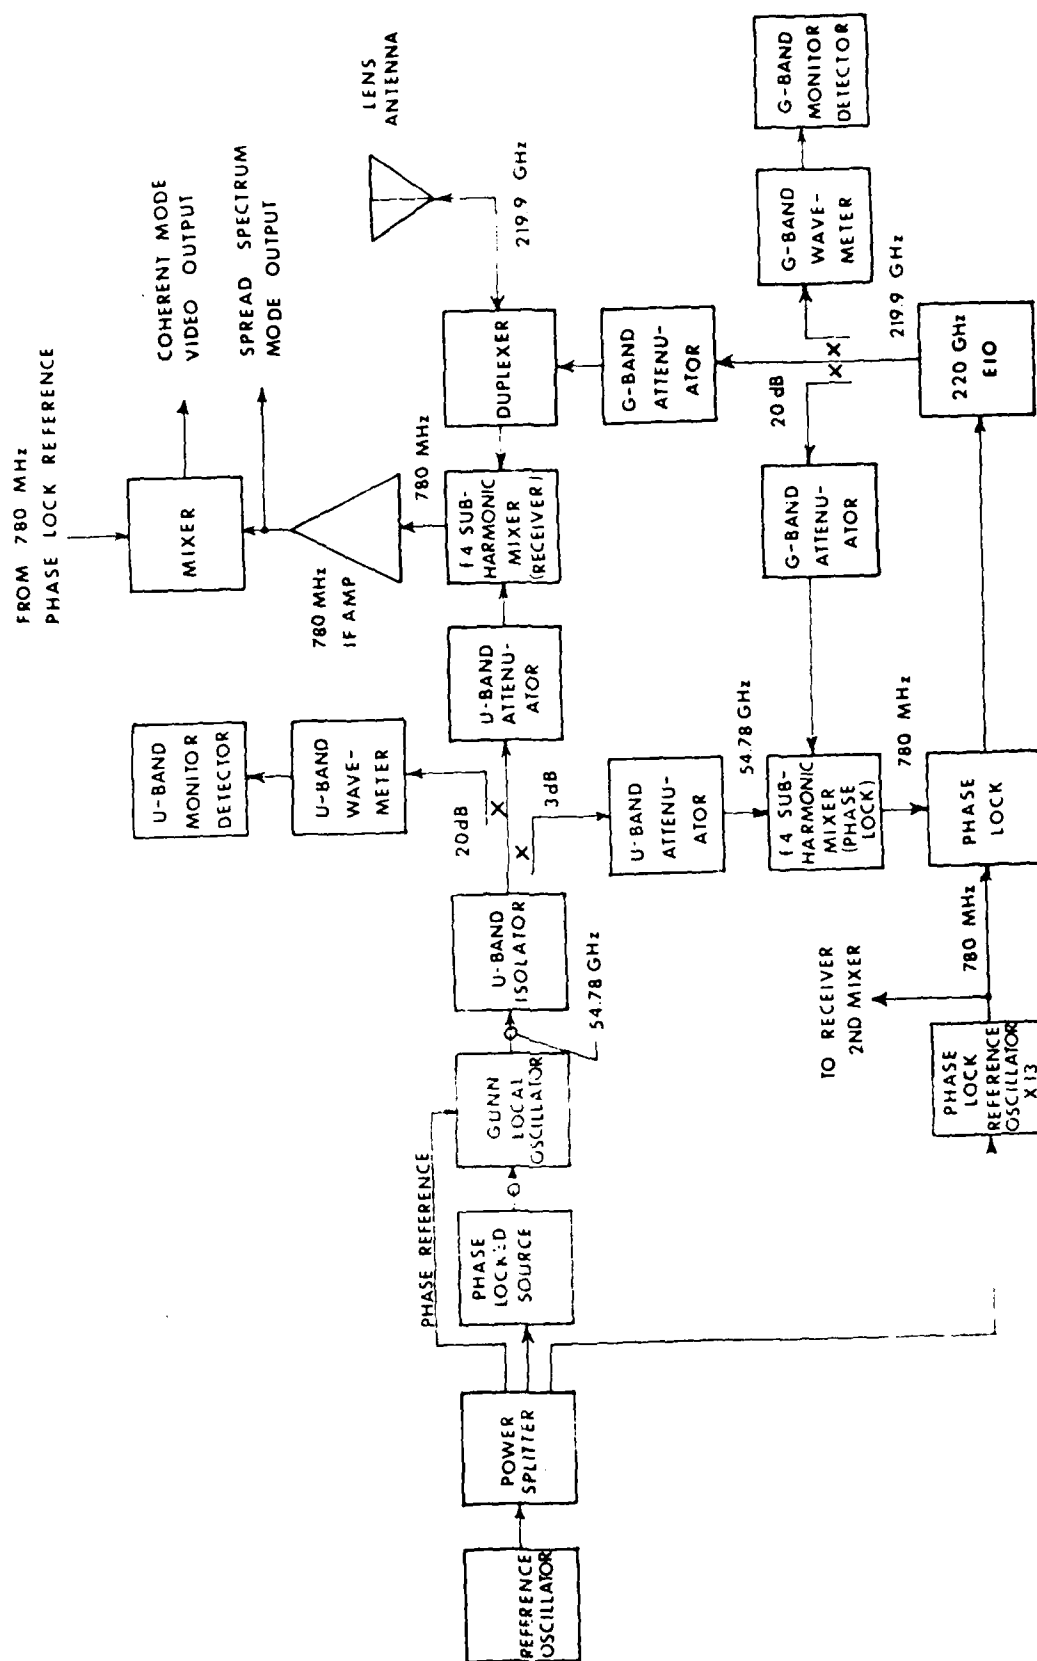 FROM 780 MHz
PHASE LOCK REFERENCE
MIXER
COHERENT MODE
VIDEO OUTPUT
SPREAD SPECTRUM
MODE OUTPUT
780 MHz
IF AMP
780 MHz
LENS
ANTENNA
219.9 GHz
U-BAND
MONITOR
DETECTOR
U-BAND
WAVE-
METER
20dB
REFERENCE
OSCILLATOR
POWER
SPLITTER
PHASE REFERENCE
PHASE
LOCKED
SOURCE
GUNN
LOCAL
OSCILLATOR
54.78 GHz
U-BAND
ISOLATOR
3dB
U-BAND
ATTENU-
ATOR
f4 SUB-
HARMONIC
MIXER
(RECEIVER)
DUPLEXER
U-BAND
ATTENU-
ATOR
G-BAND
ATTENU-
ATOR
54.78 GHz
f4 SUB-
HARMONIC
MIXER
(PHASE
LOCK)
G-BAND
ATTENU-
ATOR
20dB
G-BAND
WAVE-
METER
G-BAND
MONITOR
DETECTOR
219.9 GHz
780 MHz
TO RECEIVER
2ND MIXER
PHASE
LOCK
REFERENCE
OSCILLATOR
X13
780 MHz
PHASE
LOCK
220 GHz
EIO